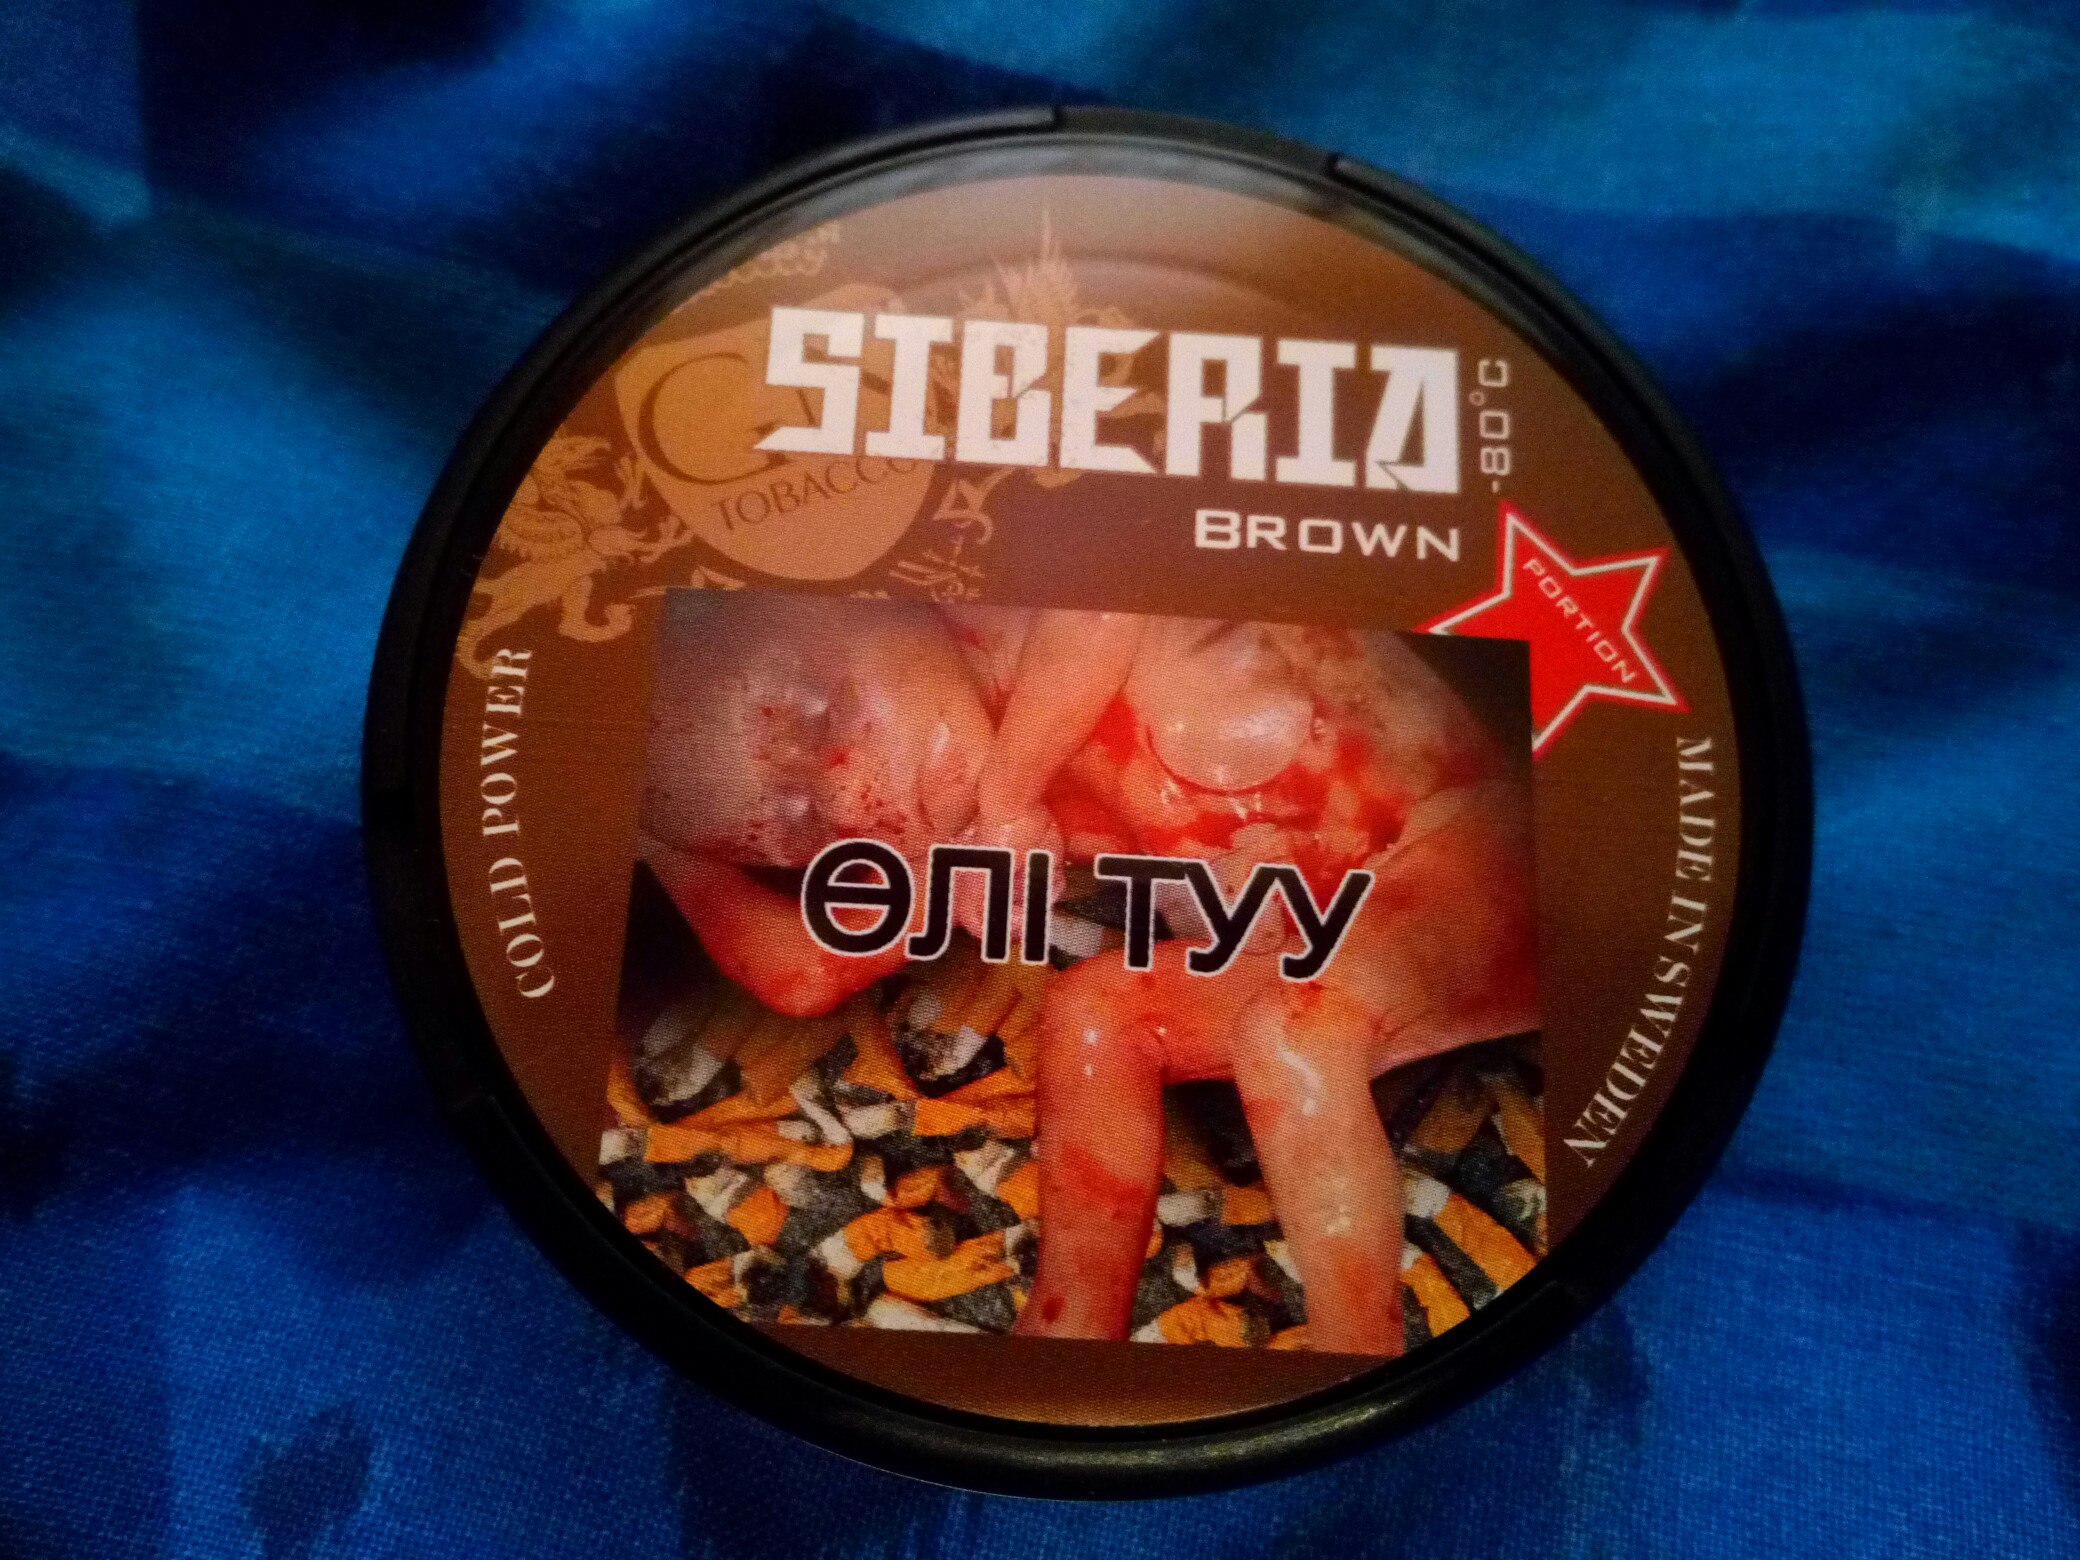 SIBERIA
-80°C
BROWN
PORTION
TOBACCO
COLD POWER
ӨЛІ ТУУ
MADE IN SWEDEN